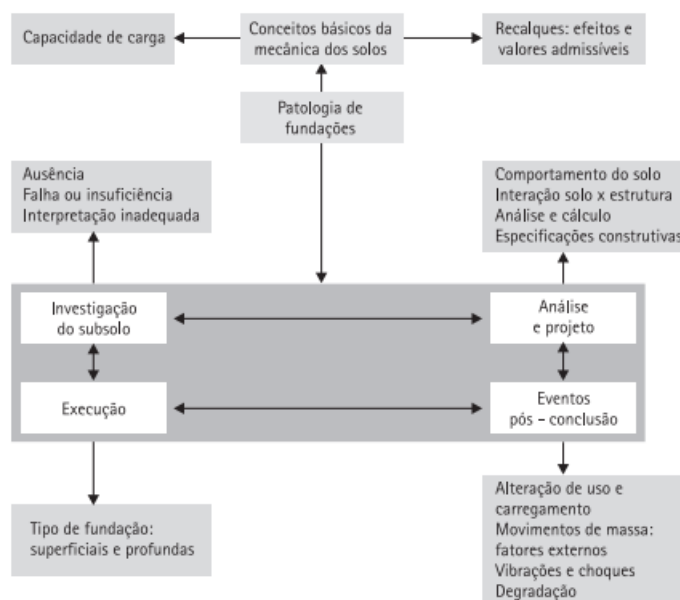 Capacidade de carga
Conceitos básicos da
mecânica dos solos
Recalques: efeitos e
valores admissíveis
Patologia de
fundações
Ausência
Falha ou insuficiência
Interpretação inadequada
Comportamento do solo
Interação solo x estrutura
Análise e cálculo
Especificações construtivas
Investigação
do subsolo
Análise
e projeto
Execução
Eventos
pós - conclusão
Tipo de fundação:
superficiais e profundas
Alteração de uso e
carregamento
Movimentos de massa:
fatores externos
Vibrações e choques
Degradação